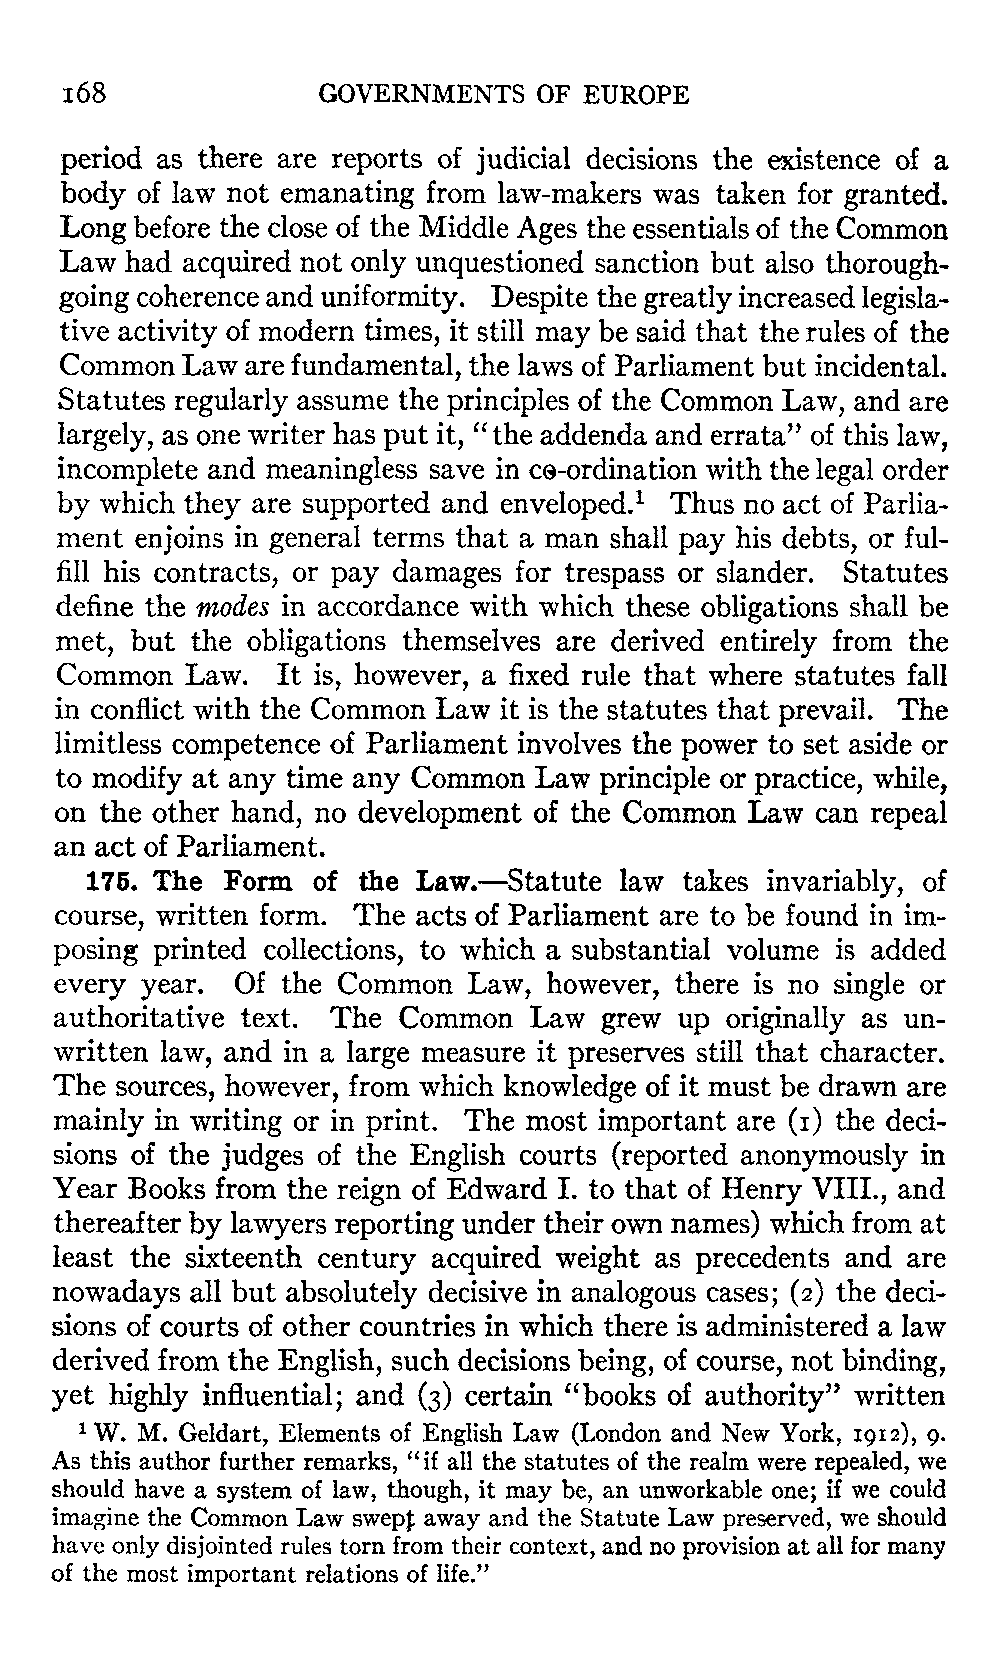 168 GOVERNMENTS OF EUROPE
period as there are reports of judicial decisions the existence of a
body of law not emanating from law-makers was taken for granted.
Long before the close of the Middle Ages the essentials of the Common
Law had acquired not only unquestioned sanction but also thorough-
going coherence and uniformity. Despite the greatly increased legisla-
tive activity of modern times, it still may be said that the rules of the
Common Law are fundamental, the laws of Parliament but incidental.
Statutes regularly assume the principles of the Common Law, and are
largely, as one writer has put it, “the addenda and errata” of this law,
incomplete and meaningless save in co-ordination with the legal order
by which they are supported and enveloped.¹ Thus no act of Parlia-
ment enjoins in general terms that a man shall pay his debts, or ful-
fill his contracts, or pay damages for trespass or slander. Statutes
define the modes in accordance with which these obligations shall be
met, but the obligations themselves are derived entirely from the
Common Law. It is, however, a fixed rule that where statutes fall
in conflict with the Common Law it is the statutes that prevail. The
limitless competence of Parliament involves the power to set aside or
to modify at any time any Common Law principle or practice, while,
on the other hand, no development of the Common Law can repeal
an act of Parliament.
175. The Form of the Law.—Statute law takes invariably, of
course, written form. The acts of Parliament are to be found in im-
posing printed collections, to which a substantial volume is added
every year. Of the Common Law, however, there is no single or
authoritative text. The Common Law grew up originally as un-
written law, and in a large measure it preserves still that character.
The sources, however, from which knowledge of it must be drawn are
mainly in writing or in print. The most important are (1) the deci-
sions of the judges of the English courts (reported anonymously in
Year Books from the reign of Edward I. to that of Henry VIII., and
thereafter by lawyers reporting under their own names) which from at
least the sixteenth century acquired weight as precedents and are
nowadays all but absolutely decisive in analogous cases; (2) the deci-
sions of courts of other countries in which there is administered a law
derived from the English, such decisions being, of course, not binding,
yet highly influential; and (3) certain “books of authority” written
¹ W. M. Geldart, Elements of English Law (London and New York, 1912), 9.
As this author further remarks, “if all the statutes of the realm were repealed, we
should have a system of law, though, it may be, an unworkable one; if we could
imagine the Common Law swept away and the Statute Law preserved, we should
have only disjointed rules torn from their context, and no provision at all for many
of the most important relations of life.”